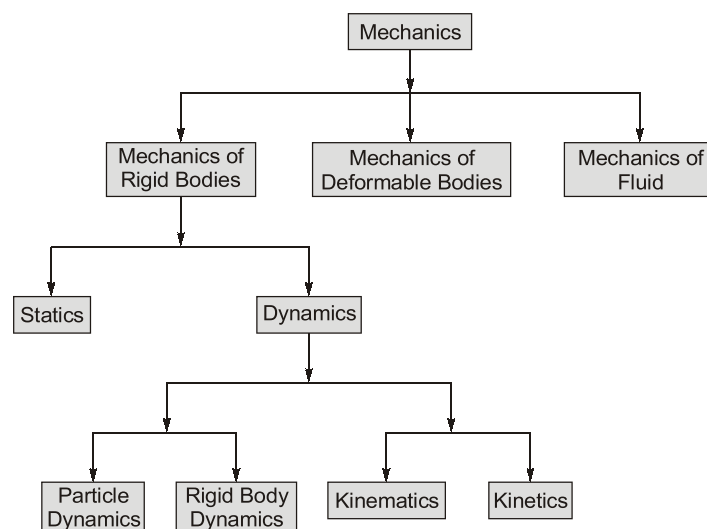 Mechanics
Mechanics of
Rigid Bodies
Mechanics of
Deformable Bodies
Mechanics of
Fluid
Statics
Dynamics
Particle
Dynamics
Rigid Body
Dynamics
Kinematics
Kinetics